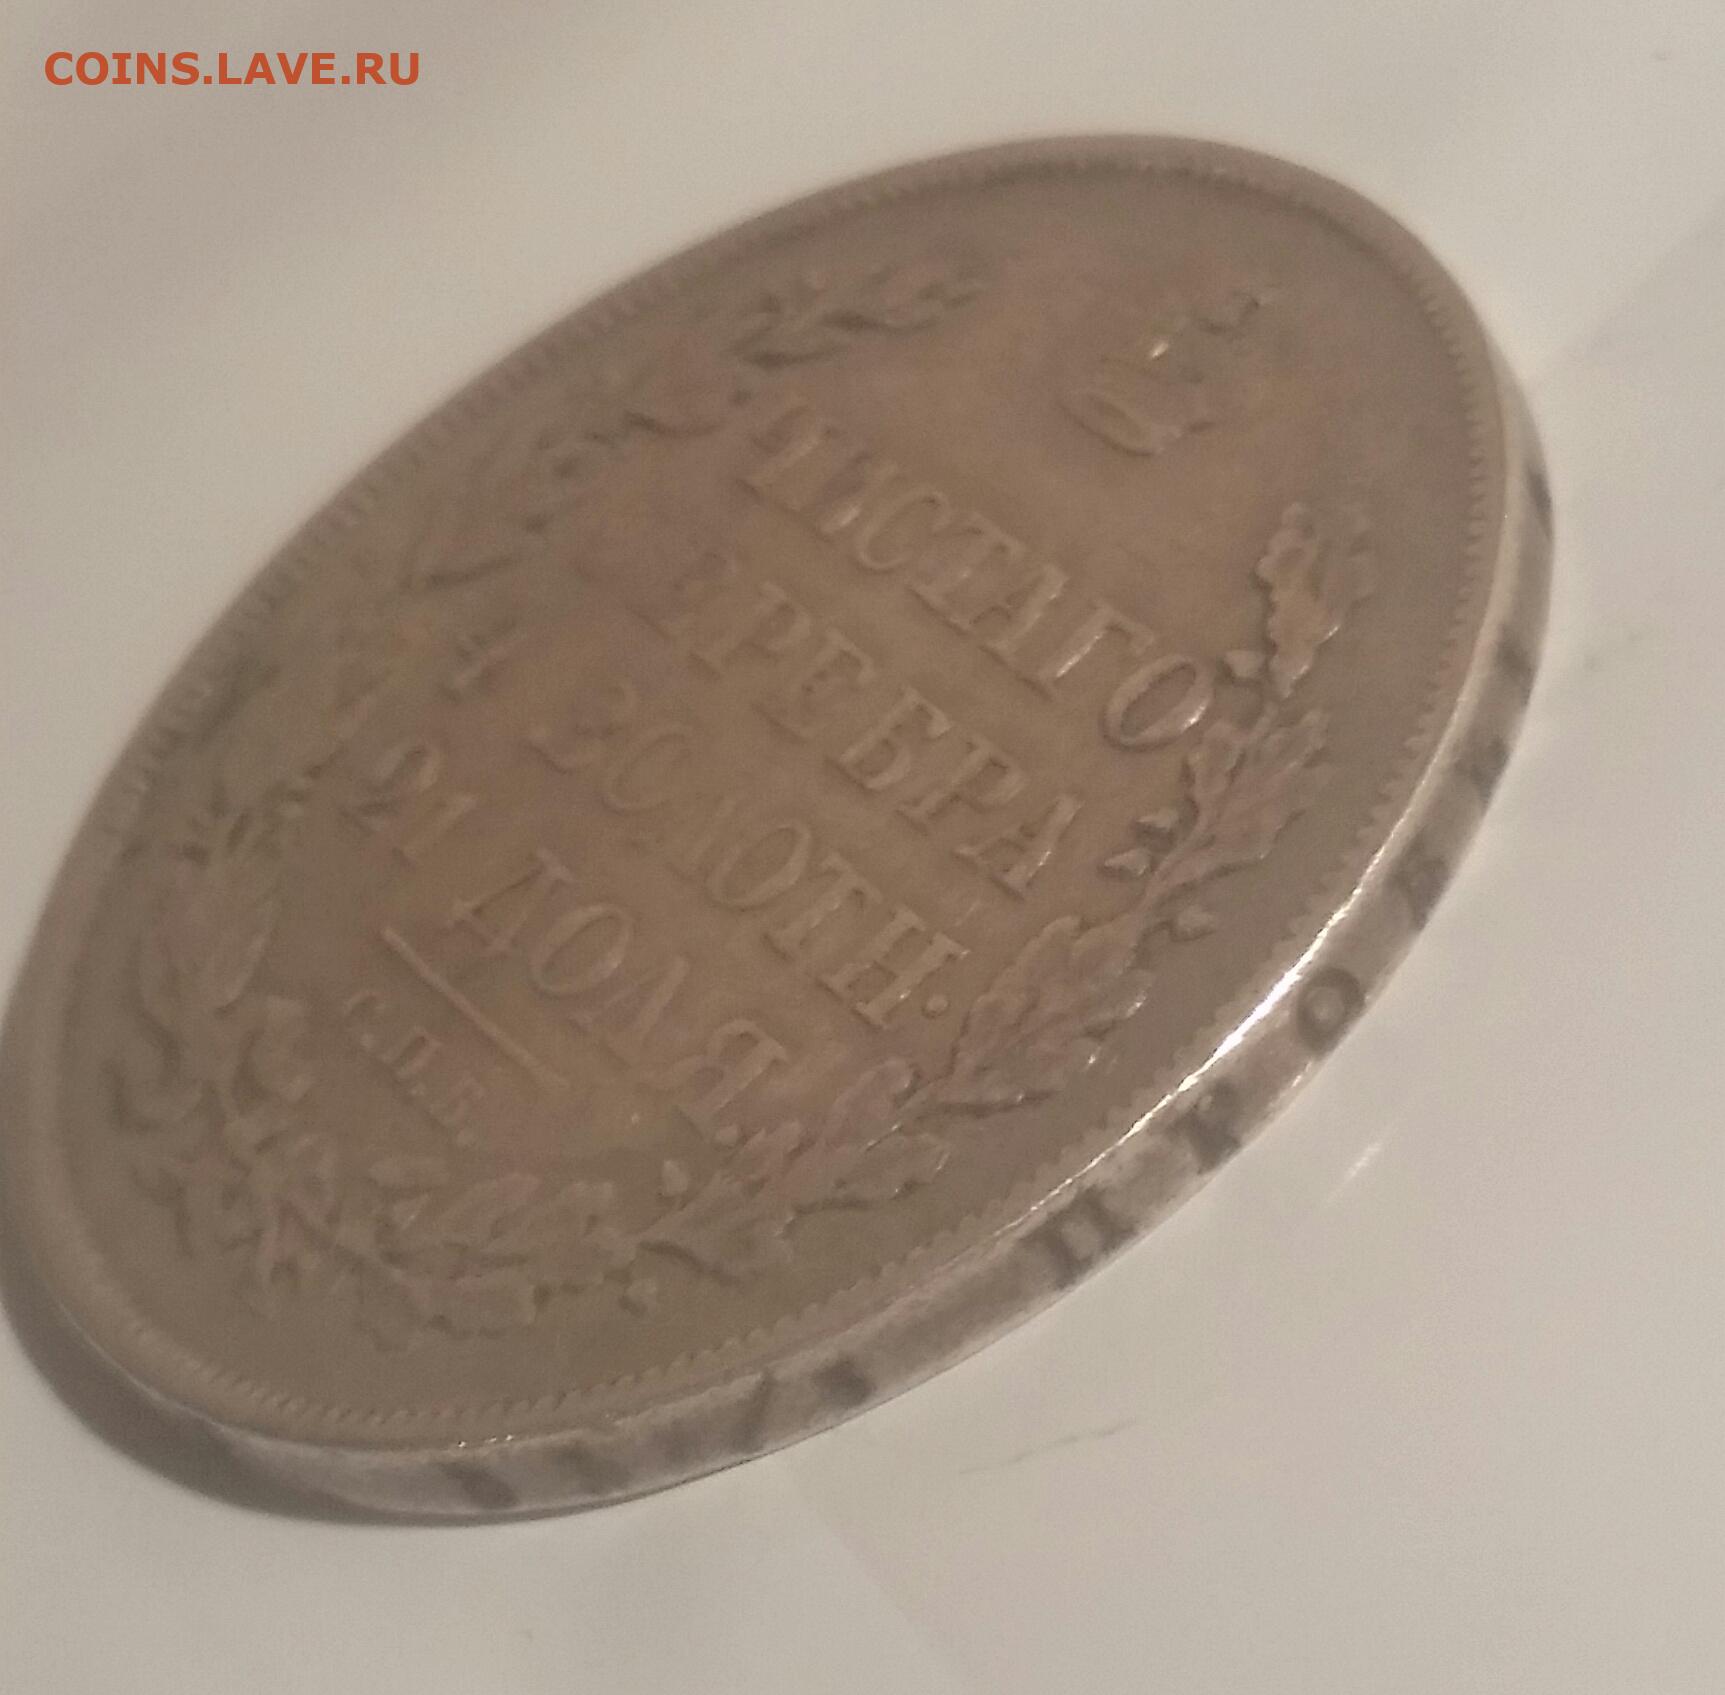 COINS.LAVE.RU
ЧИСТАГО
СЕРЕБРА
4 ЗОЛОТН.
21 ДОЛЯ.
С.П.Б.